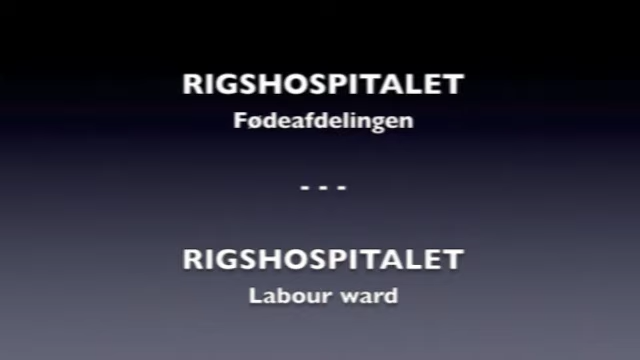 RIGSHOSPITALET
Fødeafdelingen
- - -
RIGSHOSPITALET
Labour ward